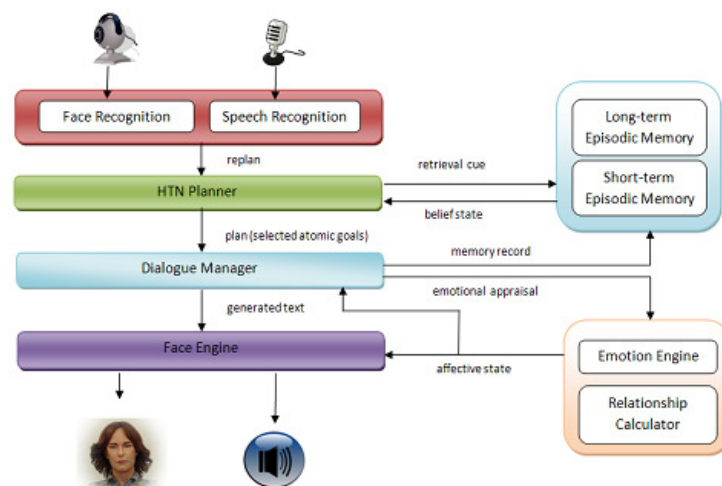 Face Recognition
Speech Recognition
Long-term
Episodic Memory
replan
retrieval cue
HTN Planner
Short-term
Episodic Memory
belief state
plan (selected atomic goals)
memory record
Dialogue Manager
emotional appraisal
generated text
Face Engine
Emotion Engine
affective state
Relationship
Calculator